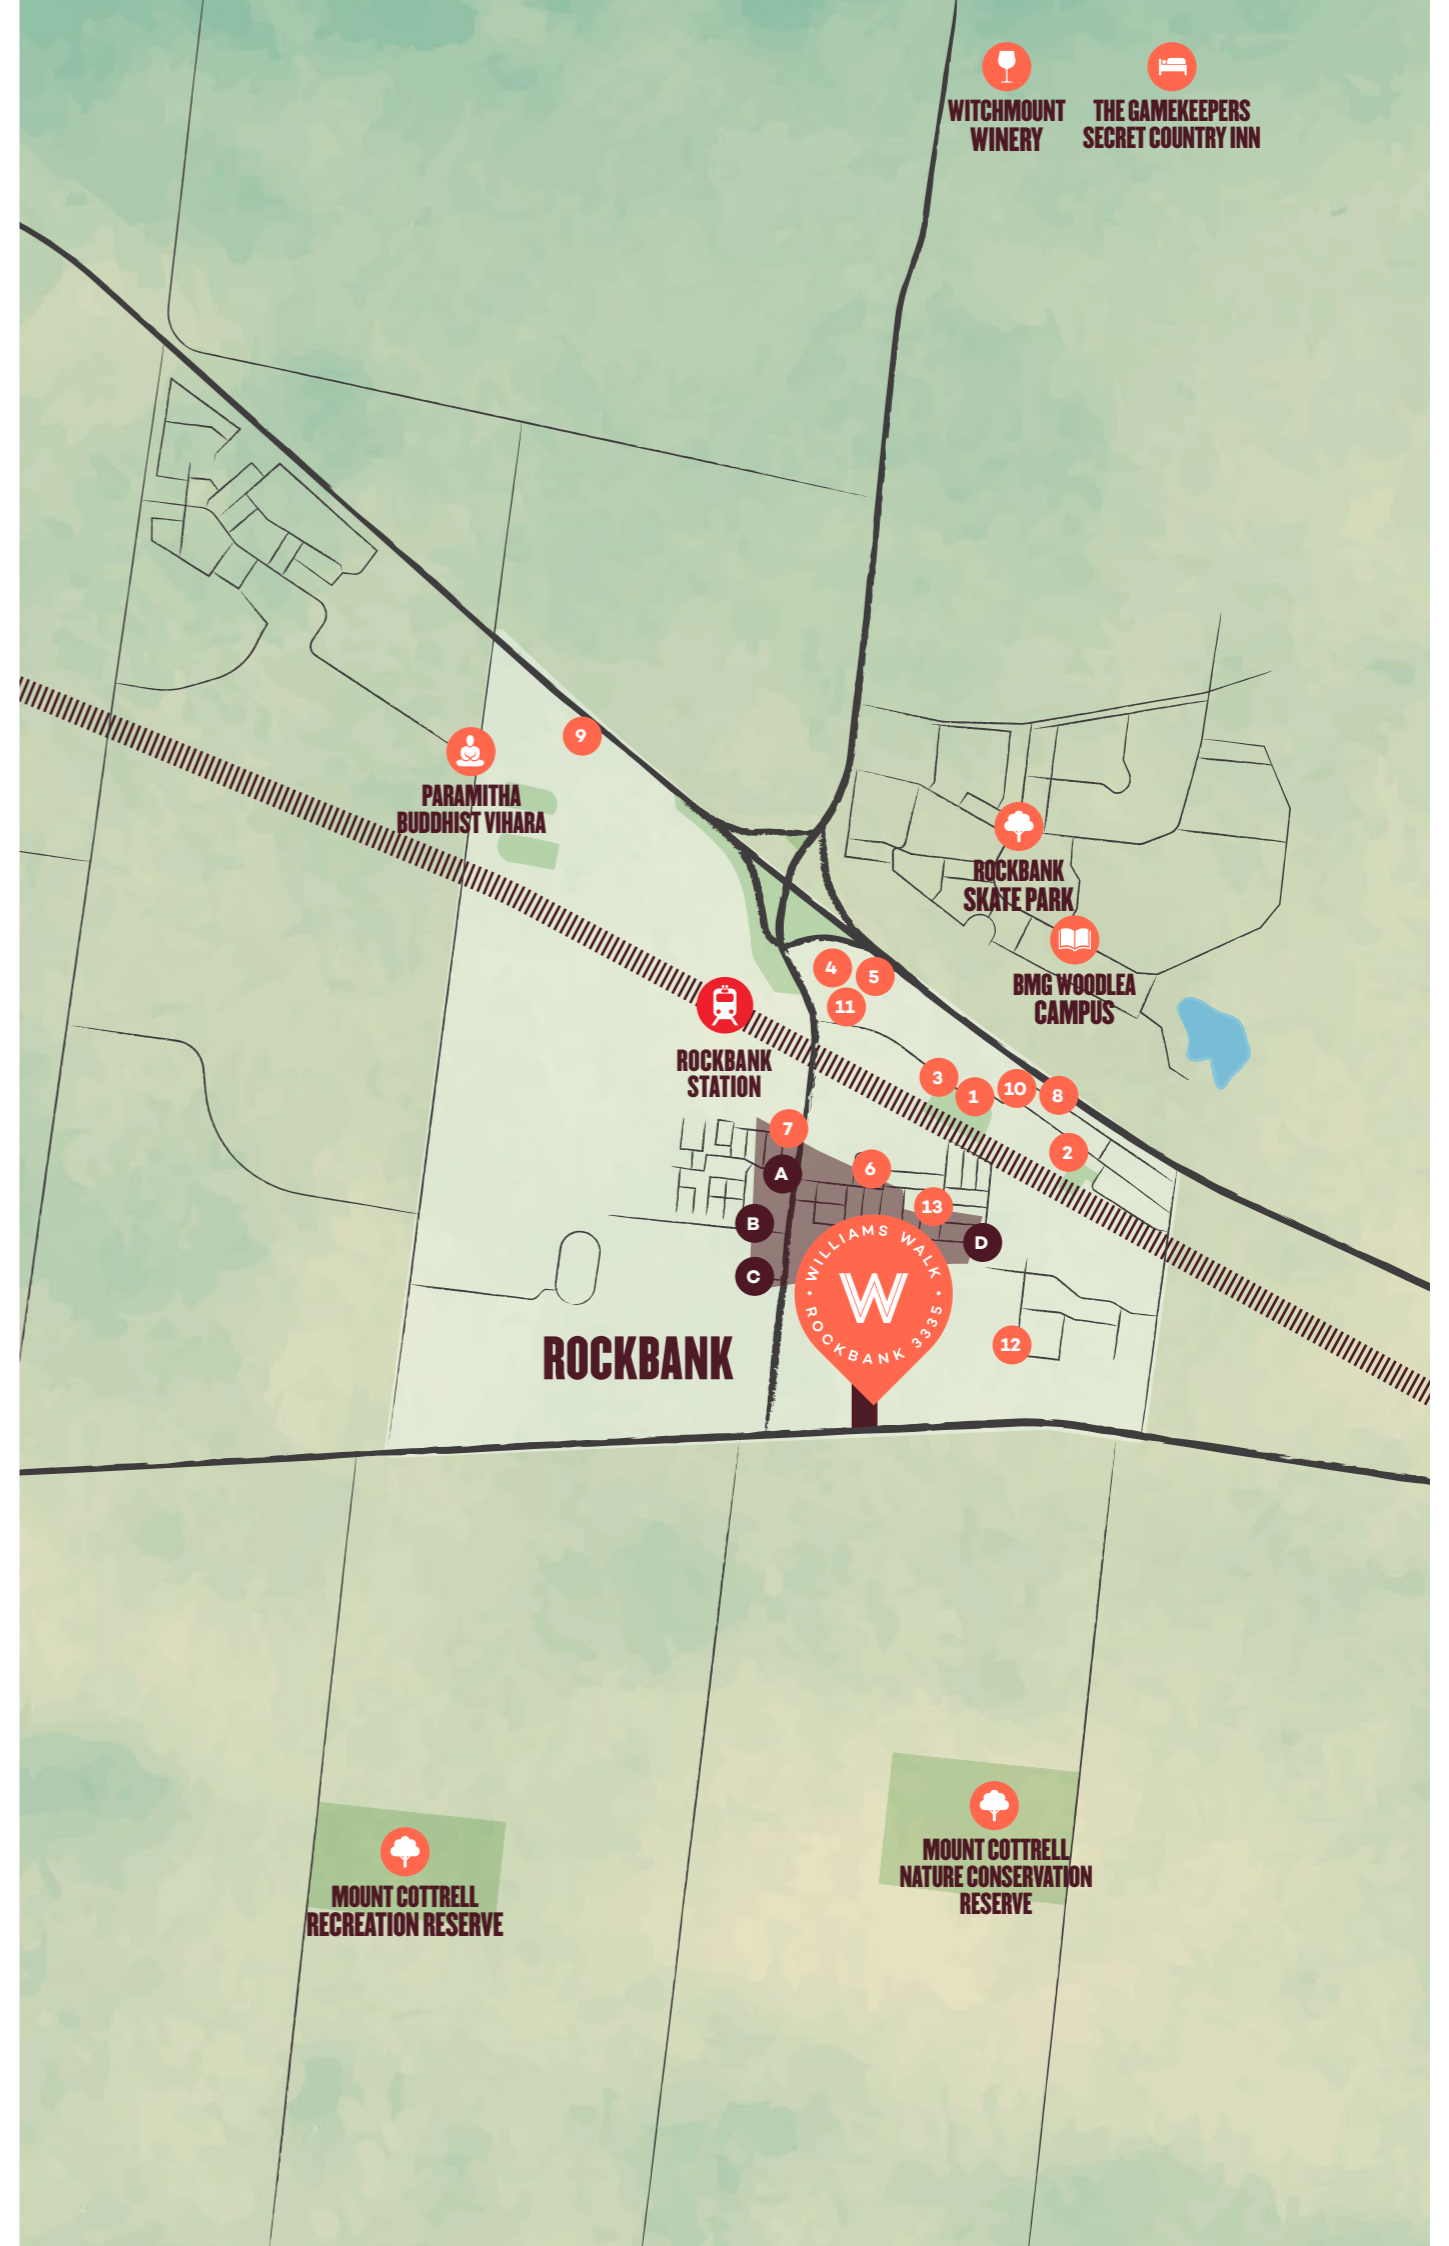 WITCHMOUNT
WINERY
THE GAMEKEEPERS
SECRET COUNTRY INN
9
PARAMITHA
BUDDHIST VIHARA
ROCKBANK
SKATE PARK
BMG WOODLEA
CAMPUS
4
5
11
ROCKBANK
STATION
3
1
10
8
2
7
6
A
13
B
D
C
WILLIAMS WALK
W
ROCKBANK 3335
12
ROCKBANK
MOUNT COTTRELL
NATURE CONSERVATION
RESERVE
MOUNT COTTRELL
RECREATION RESERVE